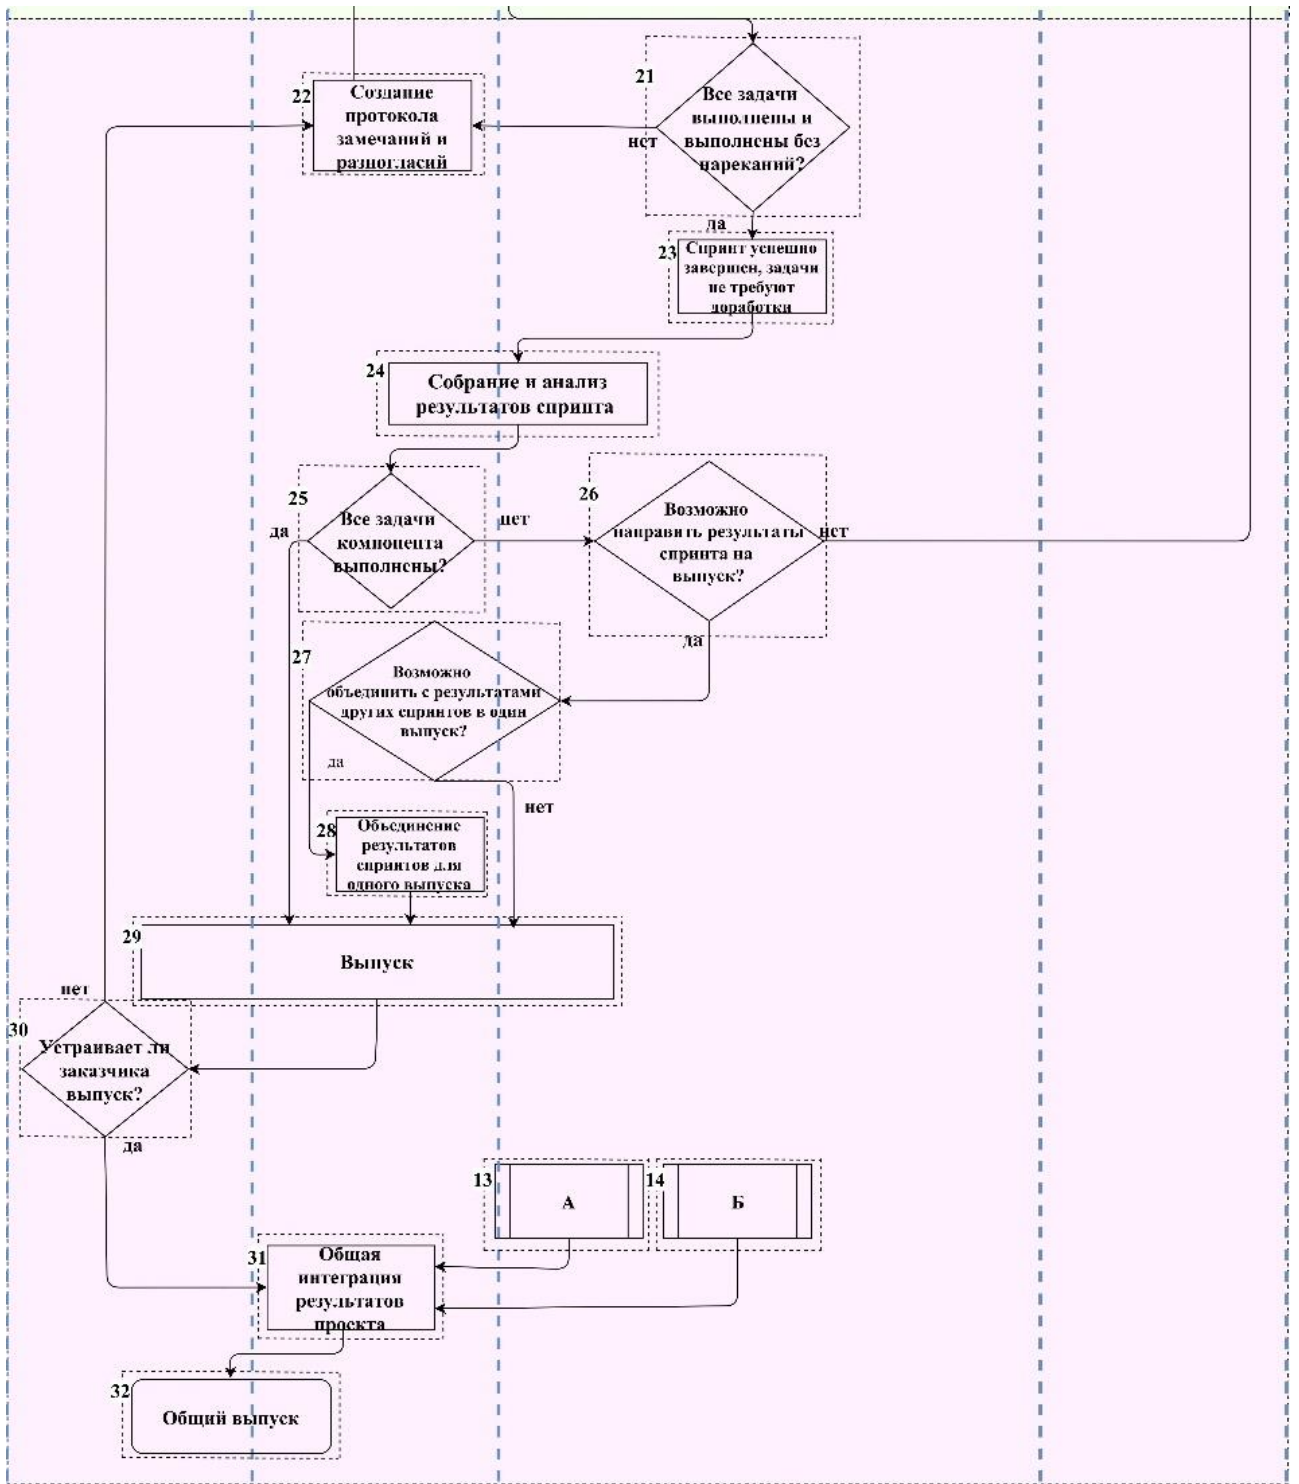 21
Все задачи
выполнены и
выполнены без
нареканий?
нет
да
22
Создание
протокола
замечаний и
разногласий
23
Спринт успешно
завершен, задачи
не требуют
доработки
24
Собрание и анализ
результатов спринта
25
да
Все задачи
компонента
выполнены?
нет
26
Возможно
направить результаты
спринта на
выпуск?
нет
да
27
Возможно
объединить с результатами
других спринтов в один
выпуск?
да
нет
28
Объединение
результатов
спринтов для
одного выпуска
29
Выпуск
нет
30
Устраивает ли
заказчика
выпуск?
да
13
А
14
Б
31
Общая
интеграция
результатов
проекта
32
Общий выпуск